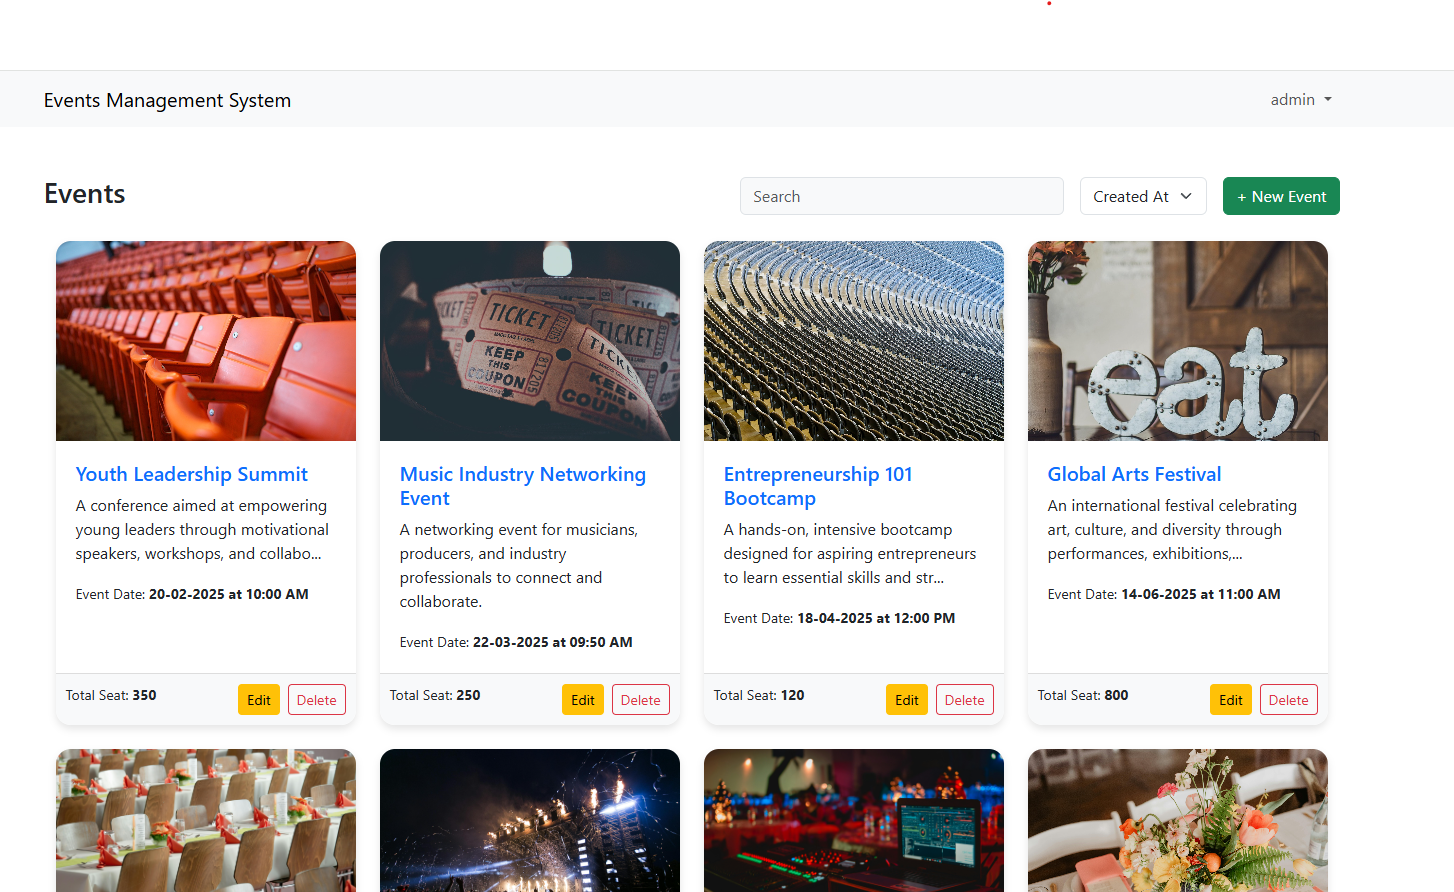 Events Management System
admin
Events
Search
Created At
+ New Event
TICKET
KEEP
THIS
COUPON
TICKET
KEEP
THIS
COUPON
eat
Youth Leadership Summit
A conference aimed at empowering
young leaders through motivational
speakers, workshops, and collabo...
Event Date: 20-02-2025 at 10:00 AM
Total Seat: 350
Edit
Delete
Music Industry Networking
Event
A networking event for musicians,
producers, and industry
professionals to connect and
collaborate.
Event Date: 22-03-2025 at 09:50 AM
Total Seat: 250
Edit
Delete
Entrepreneurship 101
Bootcamp
A hands-on, intensive bootcamp
designed for aspiring entrepreneurs
to learn essential skills and str...
Event Date: 18-04-2025 at 12:00 PM
Total Seat: 120
Edit
Delete
Global Arts Festival
An international festival celebrating
art, culture, and diversity through
performances, exhibitions,...
Event Date: 14-06-2025 at 11:00 AM
Total Seat: 800
Edit
Delete